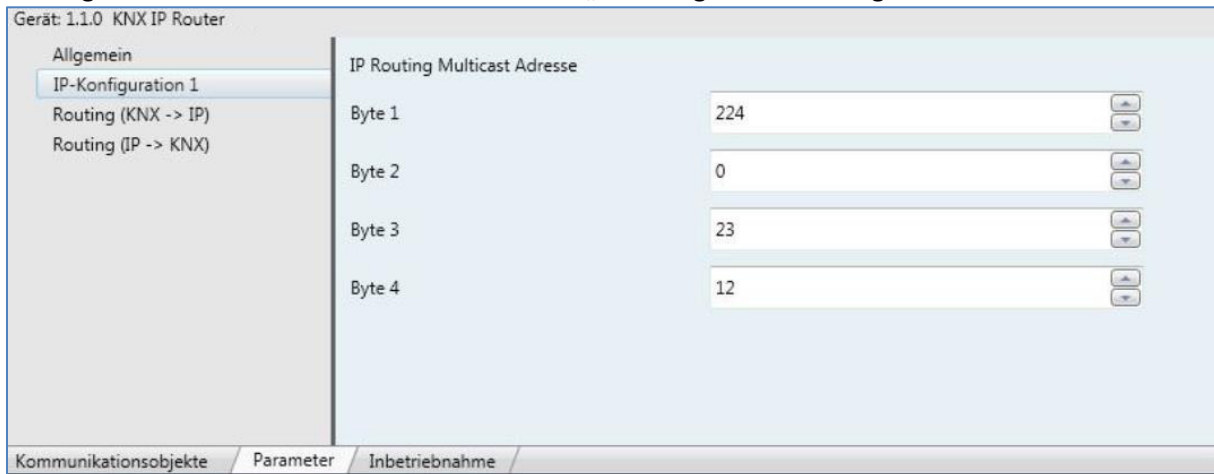 Gerät: 1.1.0 KNX IP Router
Allgemein
IP-Konfiguration 1
Routing (KNX -> IP)
Routing (IP -> KNX)
IP Routing Multicast Adresse
Byte 1 224
Byte 2 0
Byte 3 23
Byte 4 12
Kommunikationsobjekte Parameter Inbetriebnahme